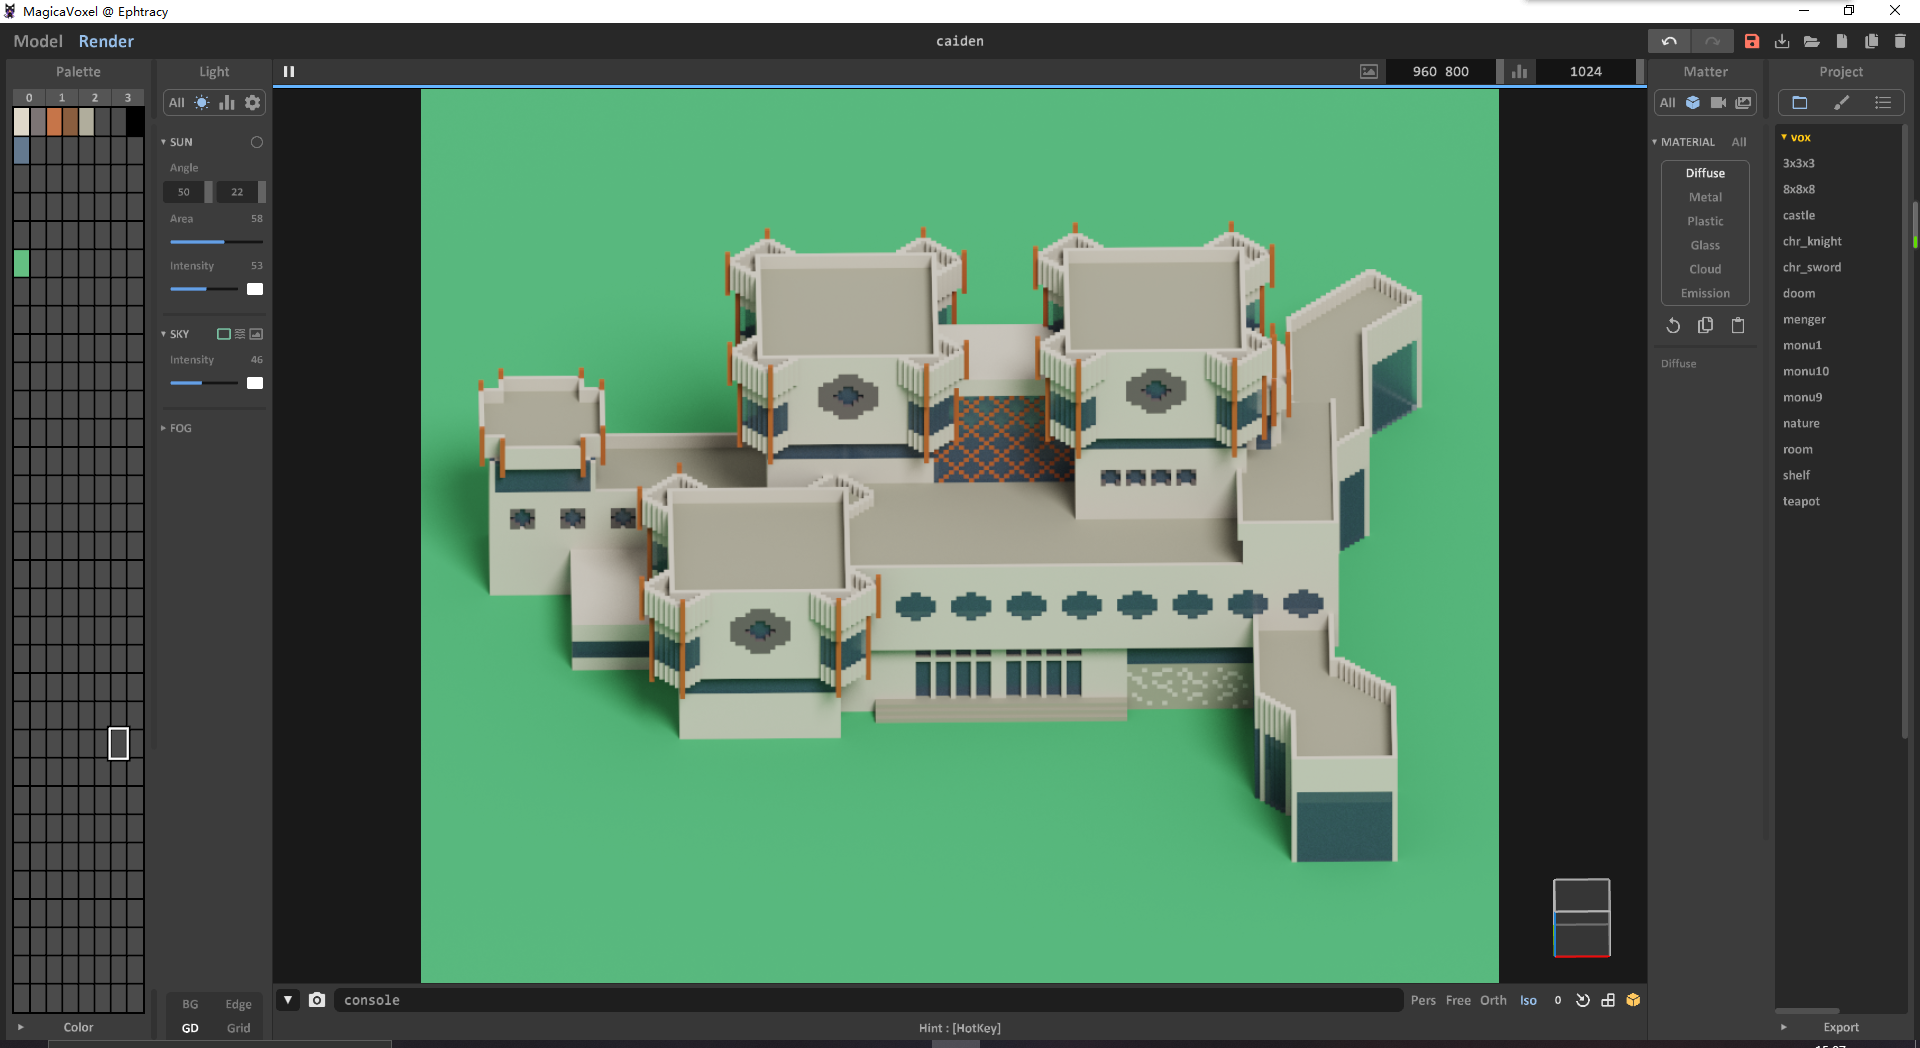 MagicaVoxel @ Ephtracy
Model Render
caiden
Palette
0 1 2 3
Color
Light
All
SUN
Angle
50 22
Area 58
Intensity 53
SKY
Intensity 46
FOG
BG Edge
GD Grid
960 800
1024
console
Pers Free Orth Iso 0
Hint : [HotKey]
Matter
All
MATERIAL All
Diffuse
Metal
Plastic
Glass
Cloud
Emission
Diffuse
Project
vox
3x3x3
8x8x8
castle
chr_knight
chr_sword
doom
menger
monu1
monu10
monu9
nature
room
shelf
teapot
Export